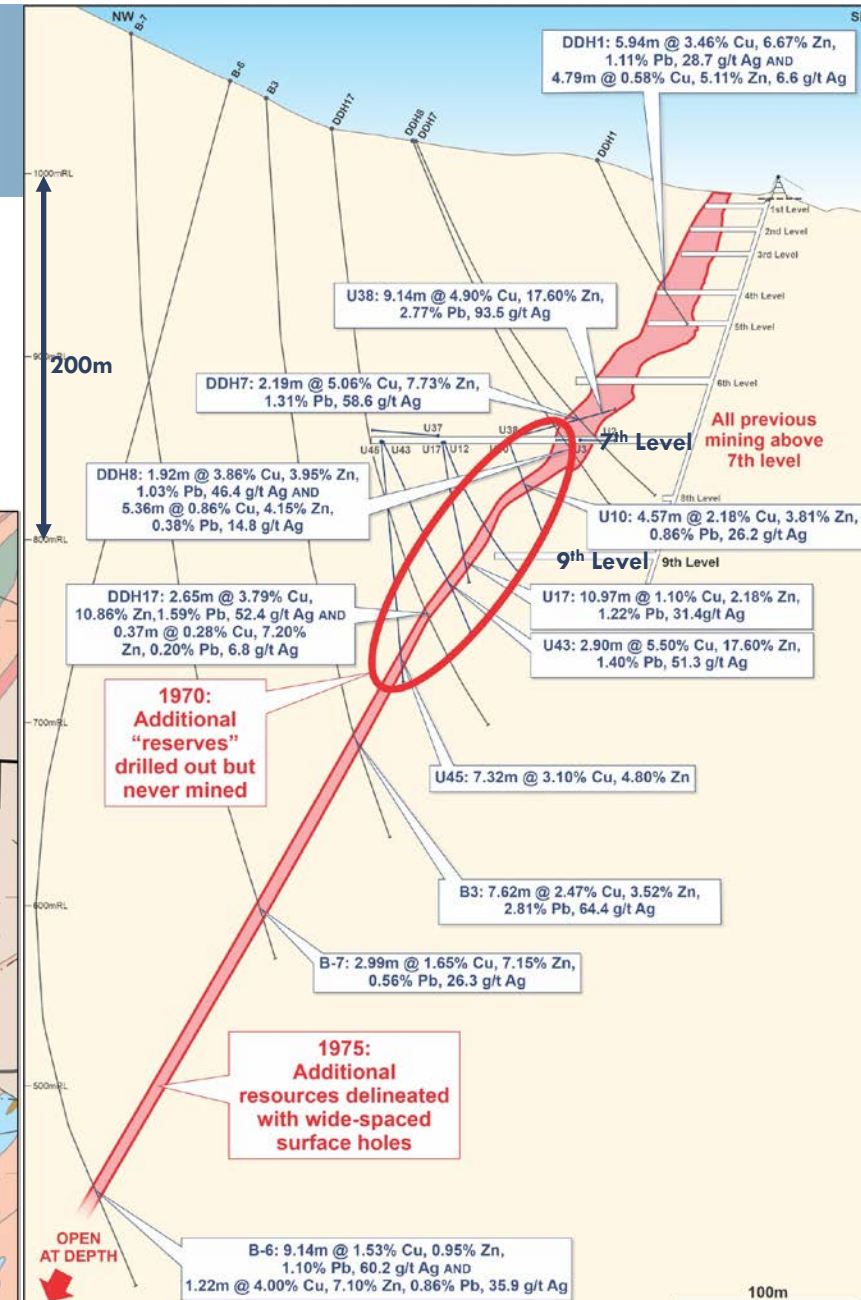 NW
B-7
B-6
B3
DDH17
DDH8
DDH7
DDH1
DDH1: 5.94m @ 3.46% Cu, 6.67% Zn,
1.11% Pb, 28.7 g/t Ag AND
4.79m @ 0.58% Cu, 5.11% Zn, 6.6 g/t Ag
1000mRL
1st Level
2nd Level
3rd Level
4th Level
5th Level
6th Level
U38: 9.14m @ 4.90% Cu, 17.60% Zn,
2.77% Pb, 93.5 g/t Ag
200m
DDH7: 2.19m @ 5.06% Cu, 7.73% Zn,
1.31% Pb, 58.6 g/t Ag
All previous
mining above
7th level
U37
U38
U45
U43
U17
U12
7th Level
DDH8: 1.92m @ 3.86% Cu, 3.95% Zn,
1.03% Pb, 46.4 g/t Ag AND
5.36m @ 0.86% Cu, 4.15% Zn,
0.38% Pb, 14.8 g/t Ag
8th Level
U10: 4.57m @ 2.18% Cu, 3.81% Zn,
0.86% Pb, 26.2 g/t Ag
800mRL
9th Level
9th Level
DDH17: 2.65m @ 3.79% Cu,
10.86% Zn,1.59% Pb, 52.4 g/t Ag AND
0.37m @ 0.28% Cu, 7.20%
Zn, 0.20% Pb, 6.8 g/t Ag
U17: 10.97m @ 1.10% Cu, 2.18% Zn,
1.22% Pb, 31.4g/t Ag
U43: 2.90m @ 5.50% Cu, 17.60% Zn,
1.40% Pb, 51.3 g/t Ag
1970:
Additional
“reserves”
drilled out but
never mined
700mRL
U45: 7.32m @ 3.10% Cu, 4.80% Zn
B3: 7.62m @ 2.47% Cu, 3.52% Zn,
2.81% Pb, 64.4 g/t Ag
600mRL
B-7: 2.99m @ 1.65% Cu, 7.15% Zn,
0.56% Pb, 26.3 g/t Ag
1975:
Additional
resources delineated
with wide-spaced
surface holes
500mRL
OPEN
AT DEPTH
B-6: 9.14m @ 1.53% Cu, 0.95% Zn,
1.10% Pb, 60.2 g/t Ag AND
1.22m @ 4.00% Cu, 7.10% Zn, 0.86% Pb, 35.9 g/t Ag
100m